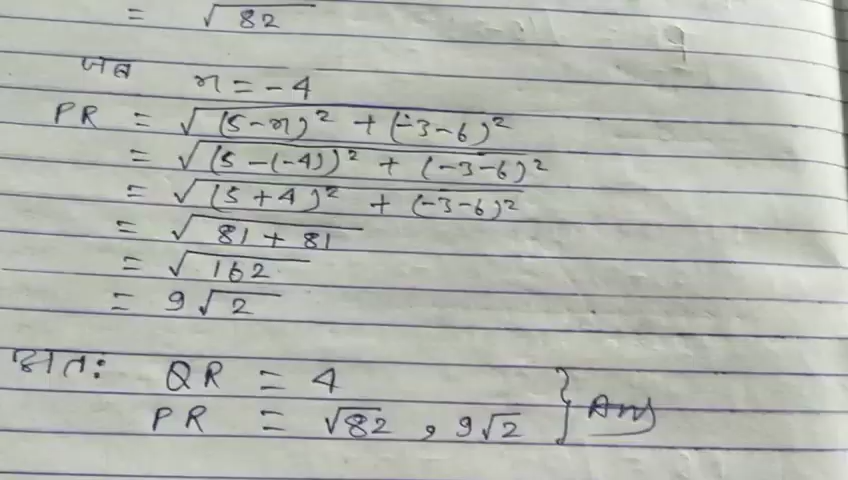 = √82
जब x = -4
PR = √(5-x)² + (-3-6)²
= √(5-(-4))² + (-3-6)²
= √(5+4)² + (-3-6)²
= √81+81
= √162
= 9√2
अतः QR = 4
PR = √82 , 9√2 } Ans